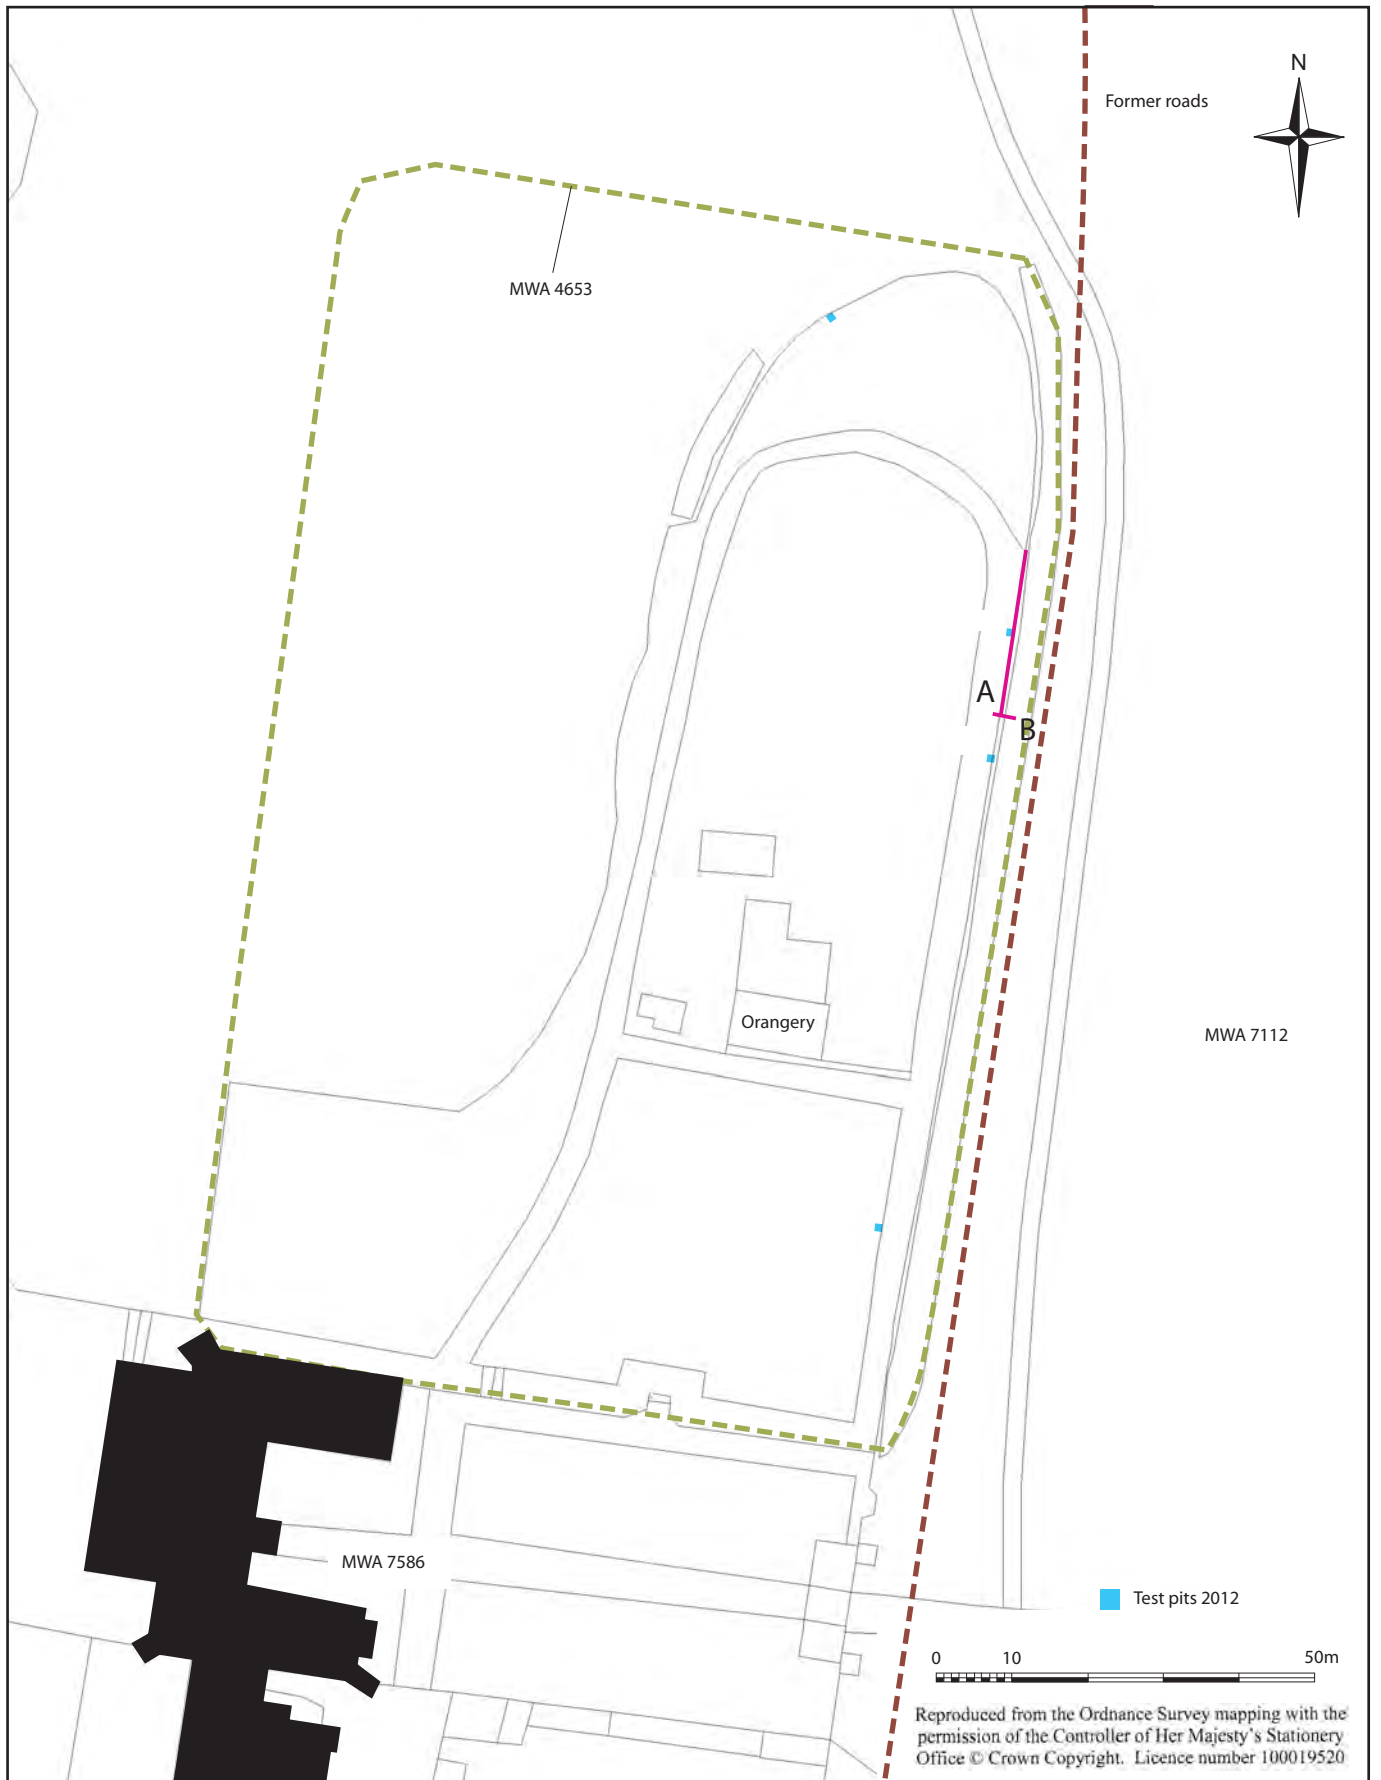 N
Former roads
MWA 4653
A
B
Orangery
MWA 7112
MWA 7586
Test pits 2012
0 10 50m
Reproduced from the Ordnance Survey mapping with the
permission of the Controller of Her Majesty's Stationery
Office © Crown Copyright. Licence number 100019520